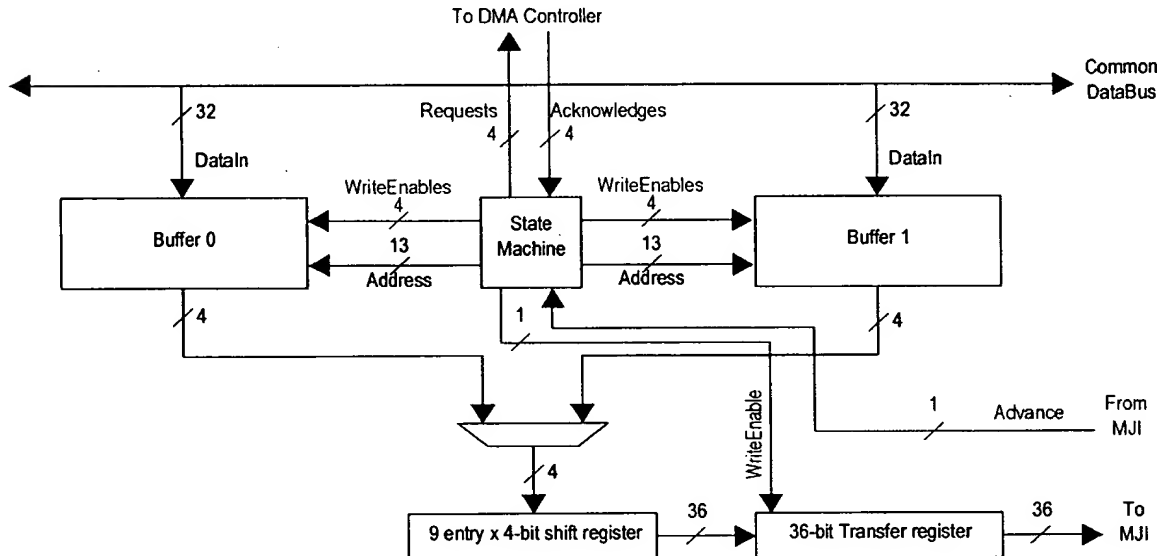 To DMA Controller
Common
DataBus
32
Requests
4
Acknowledges
4
32
DataIn
DataIn
WriteEnables
4
WriteEnables
4
Buffer 0
State
Machine
Buffer 1
13
Address
13
Address
4
1
4
1
Advance
From
MJI
WriteEnable
4
9 entry x 4-bit shift register
36
36-bit Transfer register
36
To
MJI